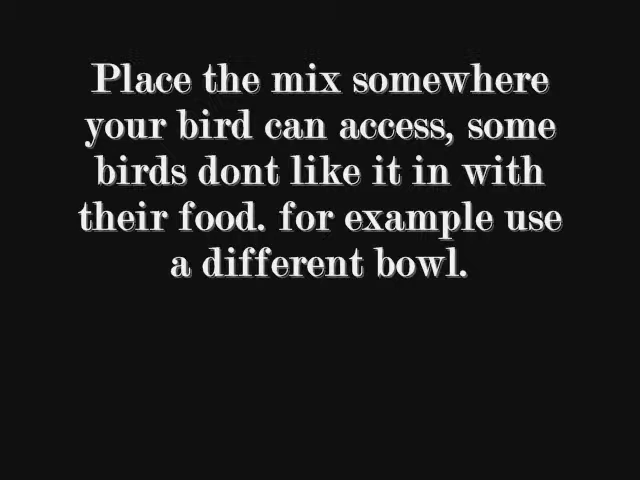 Place the mix somewhere
your bird can access, some
birds dont like it in with
their food. for example use
a different bowl.